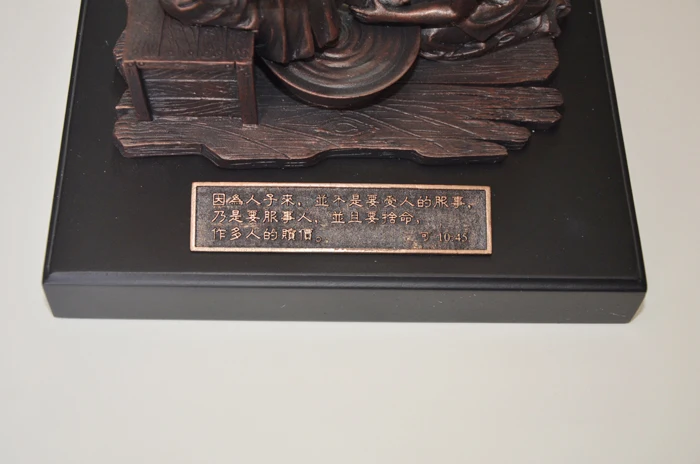 因為人子來，並不是要受人的服事，
乃是要服事人，並且要捨命，
作多人的贖價。 可 10:45